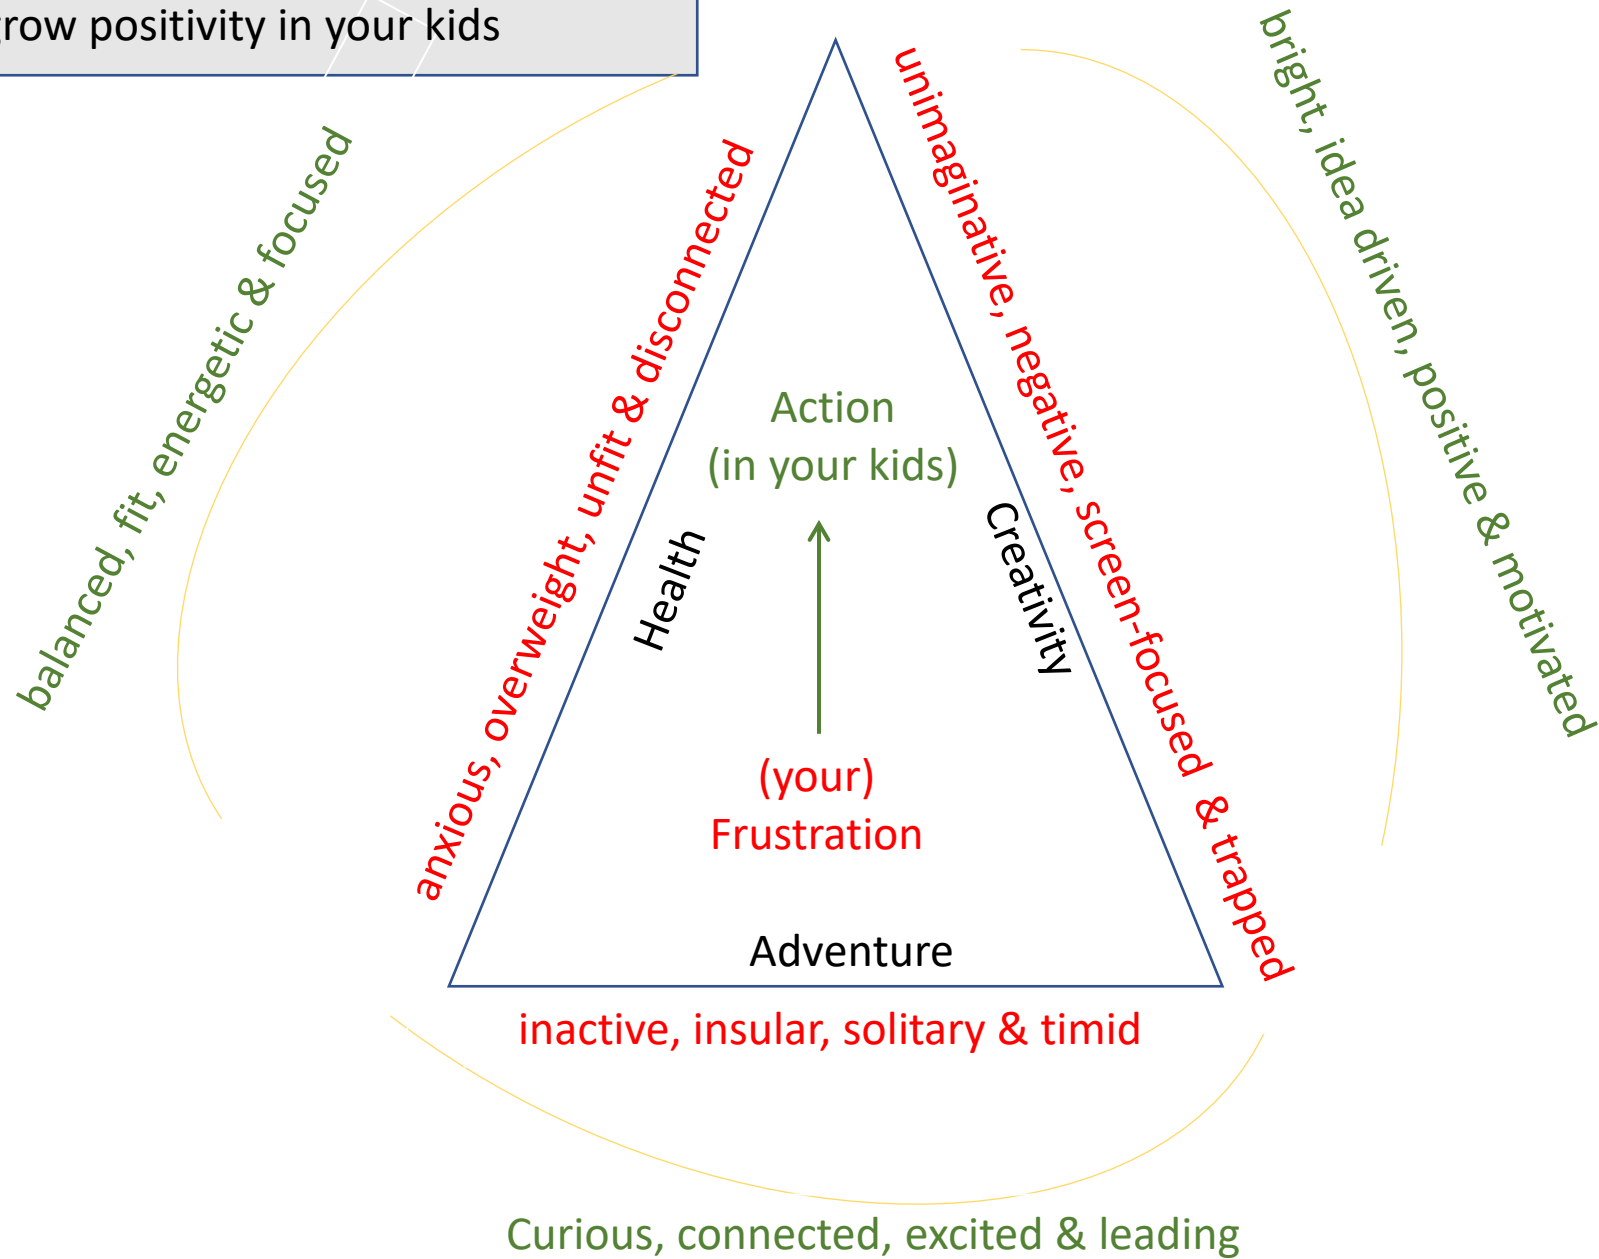 row positivity in your kids
balanced, fit, energetic & focused
anxious, overweight, unfit & disconnected
Health
unimaginative, negative, screen-focused & trapped
bright, idea driven, positive & motivated
Creativity
Action
(in your kids)
(your)
Frustration
Adventure
inactive, insular, solitary & timid
Curious, connected, excited & leading